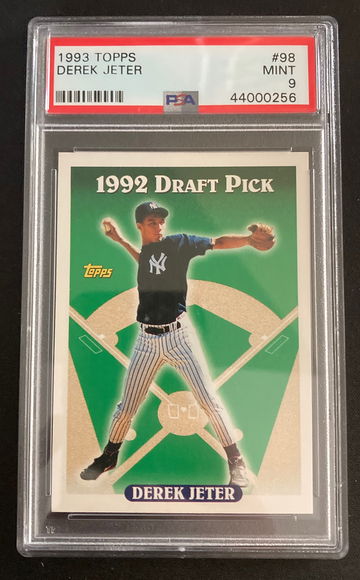 1993 TOPPS #98
DEREK JETER MINT
9
PSA 44000256
1992 DRAFT PICK
topps
NY
DEREK JETER